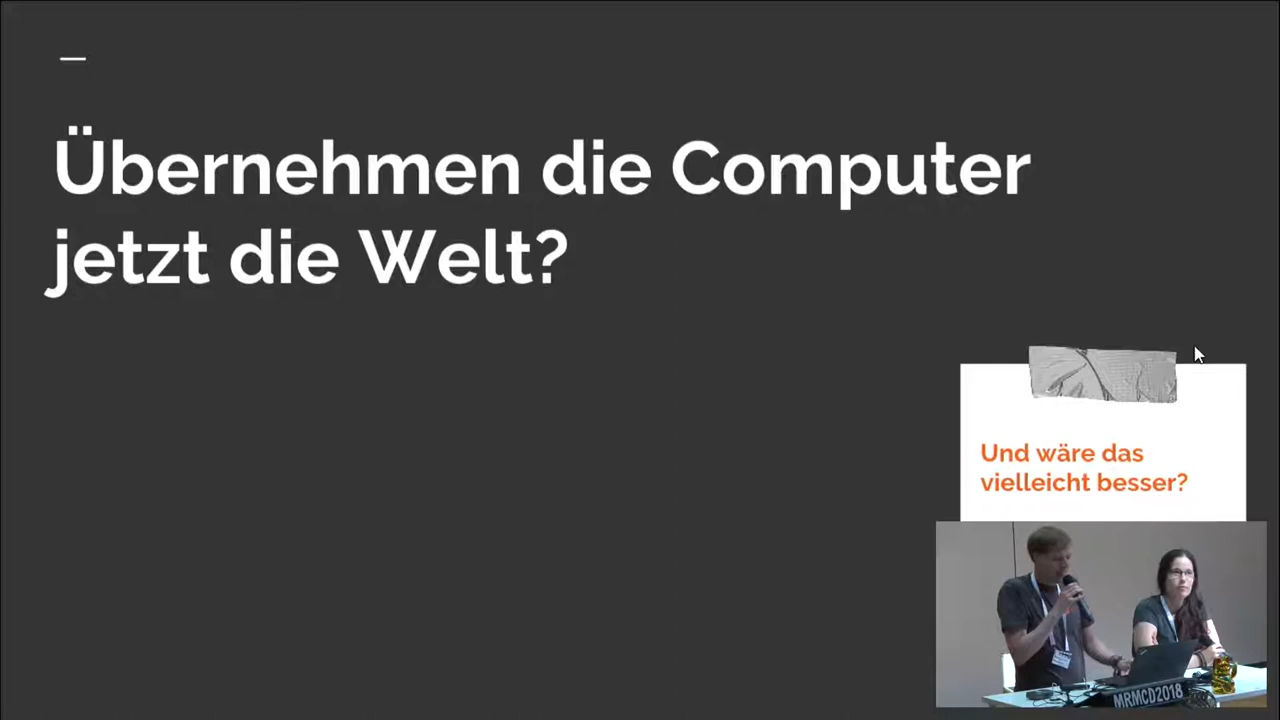 Übernehmen die Computer
jetzt die Welt?
Und wäre das
vielleicht besser?
MRMCD2018